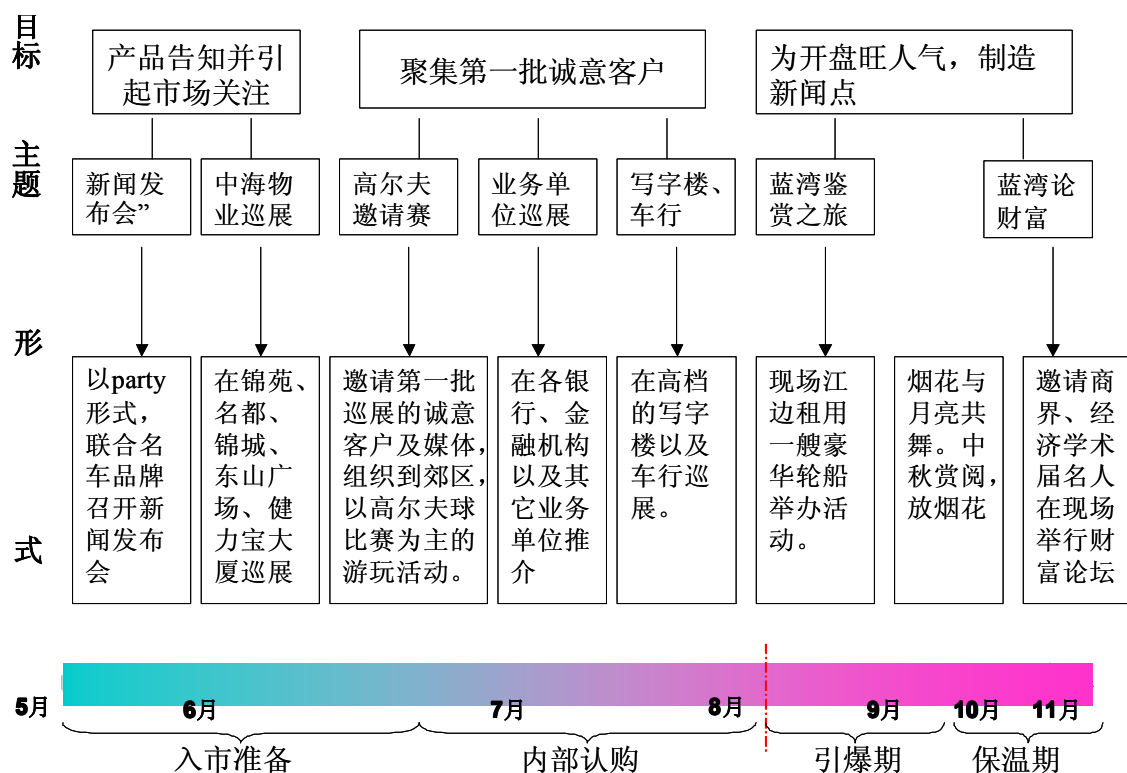 目
标
产品告知并引
起市场关注
聚集第一批诚意客户
为开盘旺人气，制造
新闻点
主
题
新闻发
布会”
中海物
业巡展
高尔夫
邀请赛
业务单
位巡展
写字楼、
车行
蓝湾鉴
赏之旅
蓝湾论
财富
形
式
以party
形式，
联合名
车品牌
召开新
闻发布
会
在锦苑、
名都、
锦城、
东山广
场、健
力宝大
厦巡展
邀请第一批
巡展的诚意
客户及媒体，
组织到郊区，
以高尔夫球
比赛为主的
游玩活动。
在各银
行、金
融机构
以及其
它业务
单位推
介
在高档
的写字
楼以及
车行巡
展。
现场江
边租用
一艘豪
华轮船
举办活
动。
烟花与
月亮共
舞。中
秋赏阅，
放烟花
邀请商
界、经
济学术
届名人
在现场
举行财
富论坛
5月
6月
7月
8月
9月
10月
11月
入市准备
内部认购
引爆期
保温期